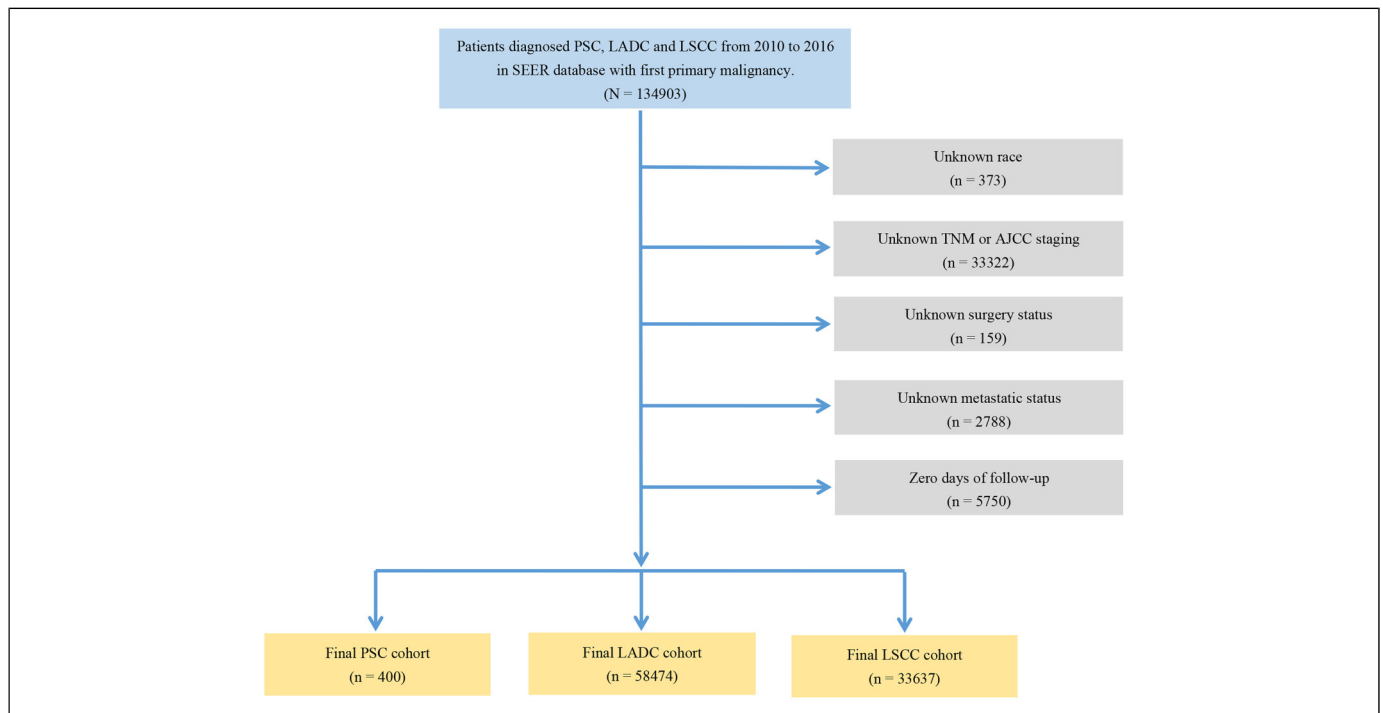 Patients diagnosed PSC, LADC and LSCC from 2010 to 2016
in SEER database with first primary malignancy.
(N = 134903)
Unknown race
(n = 373)
Unknown TNM or AJCC staging
(n = 33322)
Unknown surgery status
(n = 159)
Unknown metastatic status
(n = 2788)
Zero days of follow-up
(n = 5750)
Final PSC cohort
(n = 400)
Final LADC cohort
(n = 58474)
Final LSCC cohort
(n = 33637)